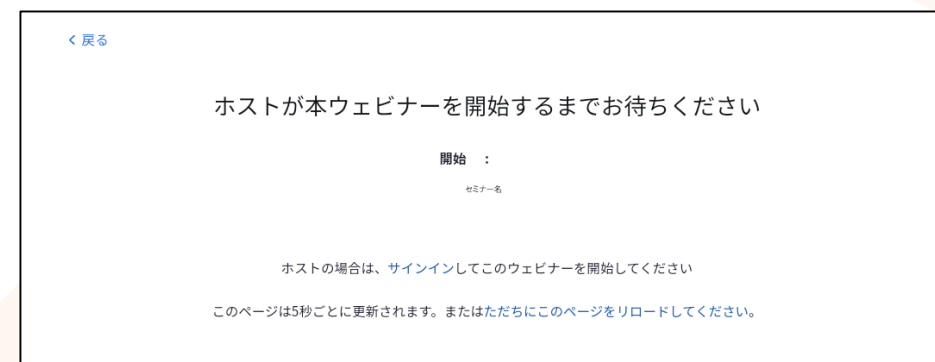 戻る
ホストが本ウェビナーを開始するまでお待ちください
開始　:
セミナー名
ホストの場合は、サインインしてこのウェビナーを開始してください
このページは5秒ごとに更新されます。またはただちにこのページをリロードしてください。